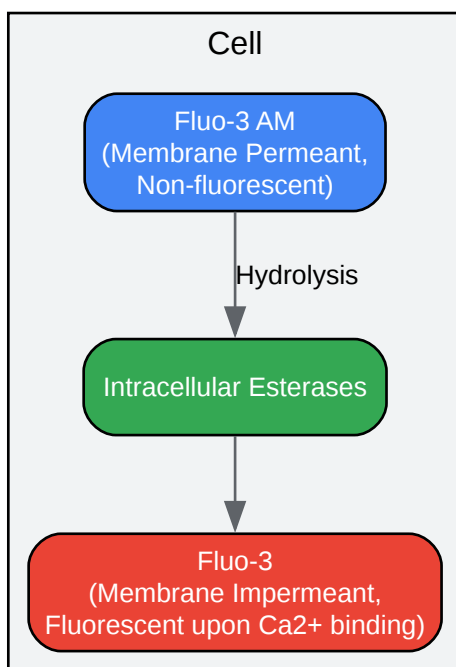 Cell
Fluo-3 AM
(Membrane Permeant,
Non-fluorescent)
Hydrolysis
Intracellular Esterases
Fluo-3
(Membrane Impermeant,
Fluorescent upon Ca2+ binding)